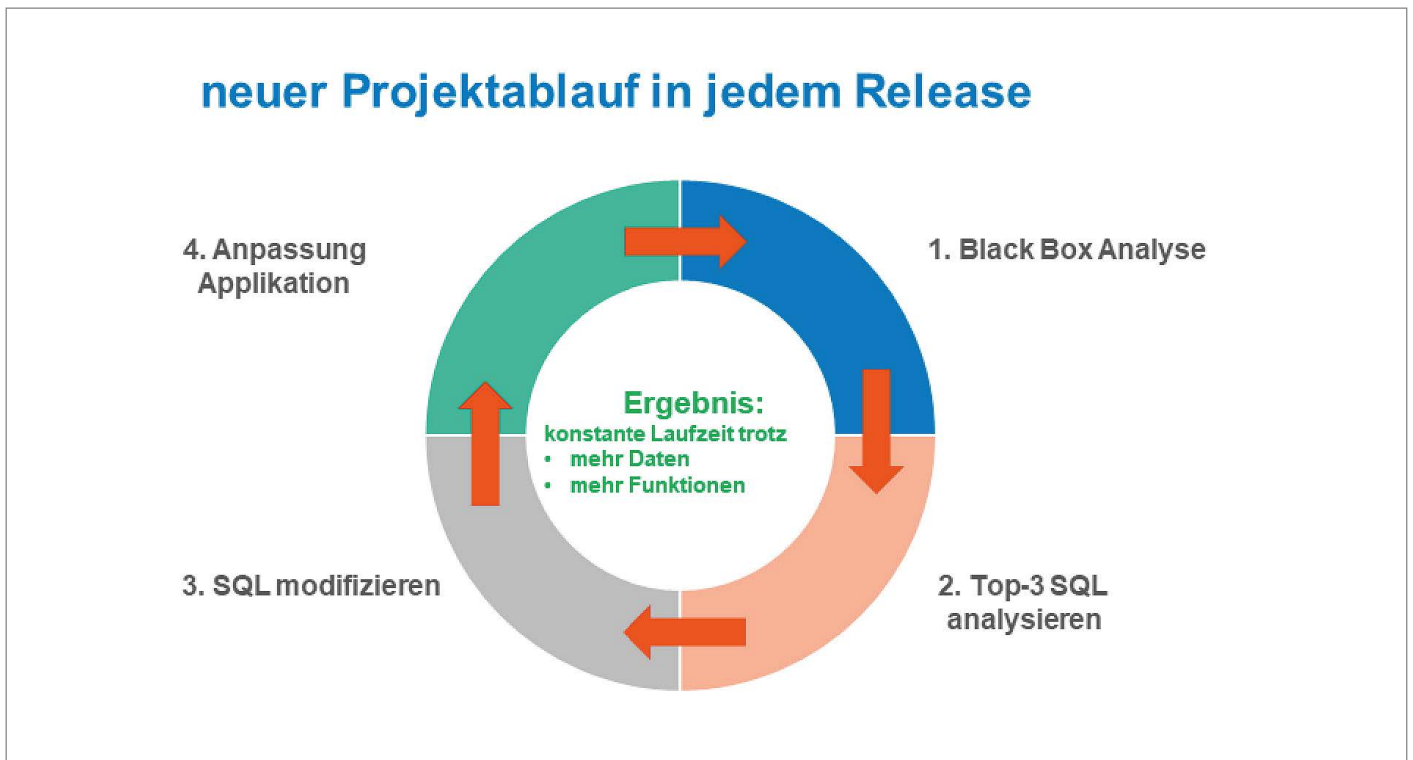 neuer Projektablauf in jedem Release
4. Anpassung
Applikation
1. Black Box Analyse
Ergebnis:
konstante Laufzeit trotz
• mehr Daten
• mehr Funktionen
3. SQL modifizieren
2. Top-3 SQL
analysieren